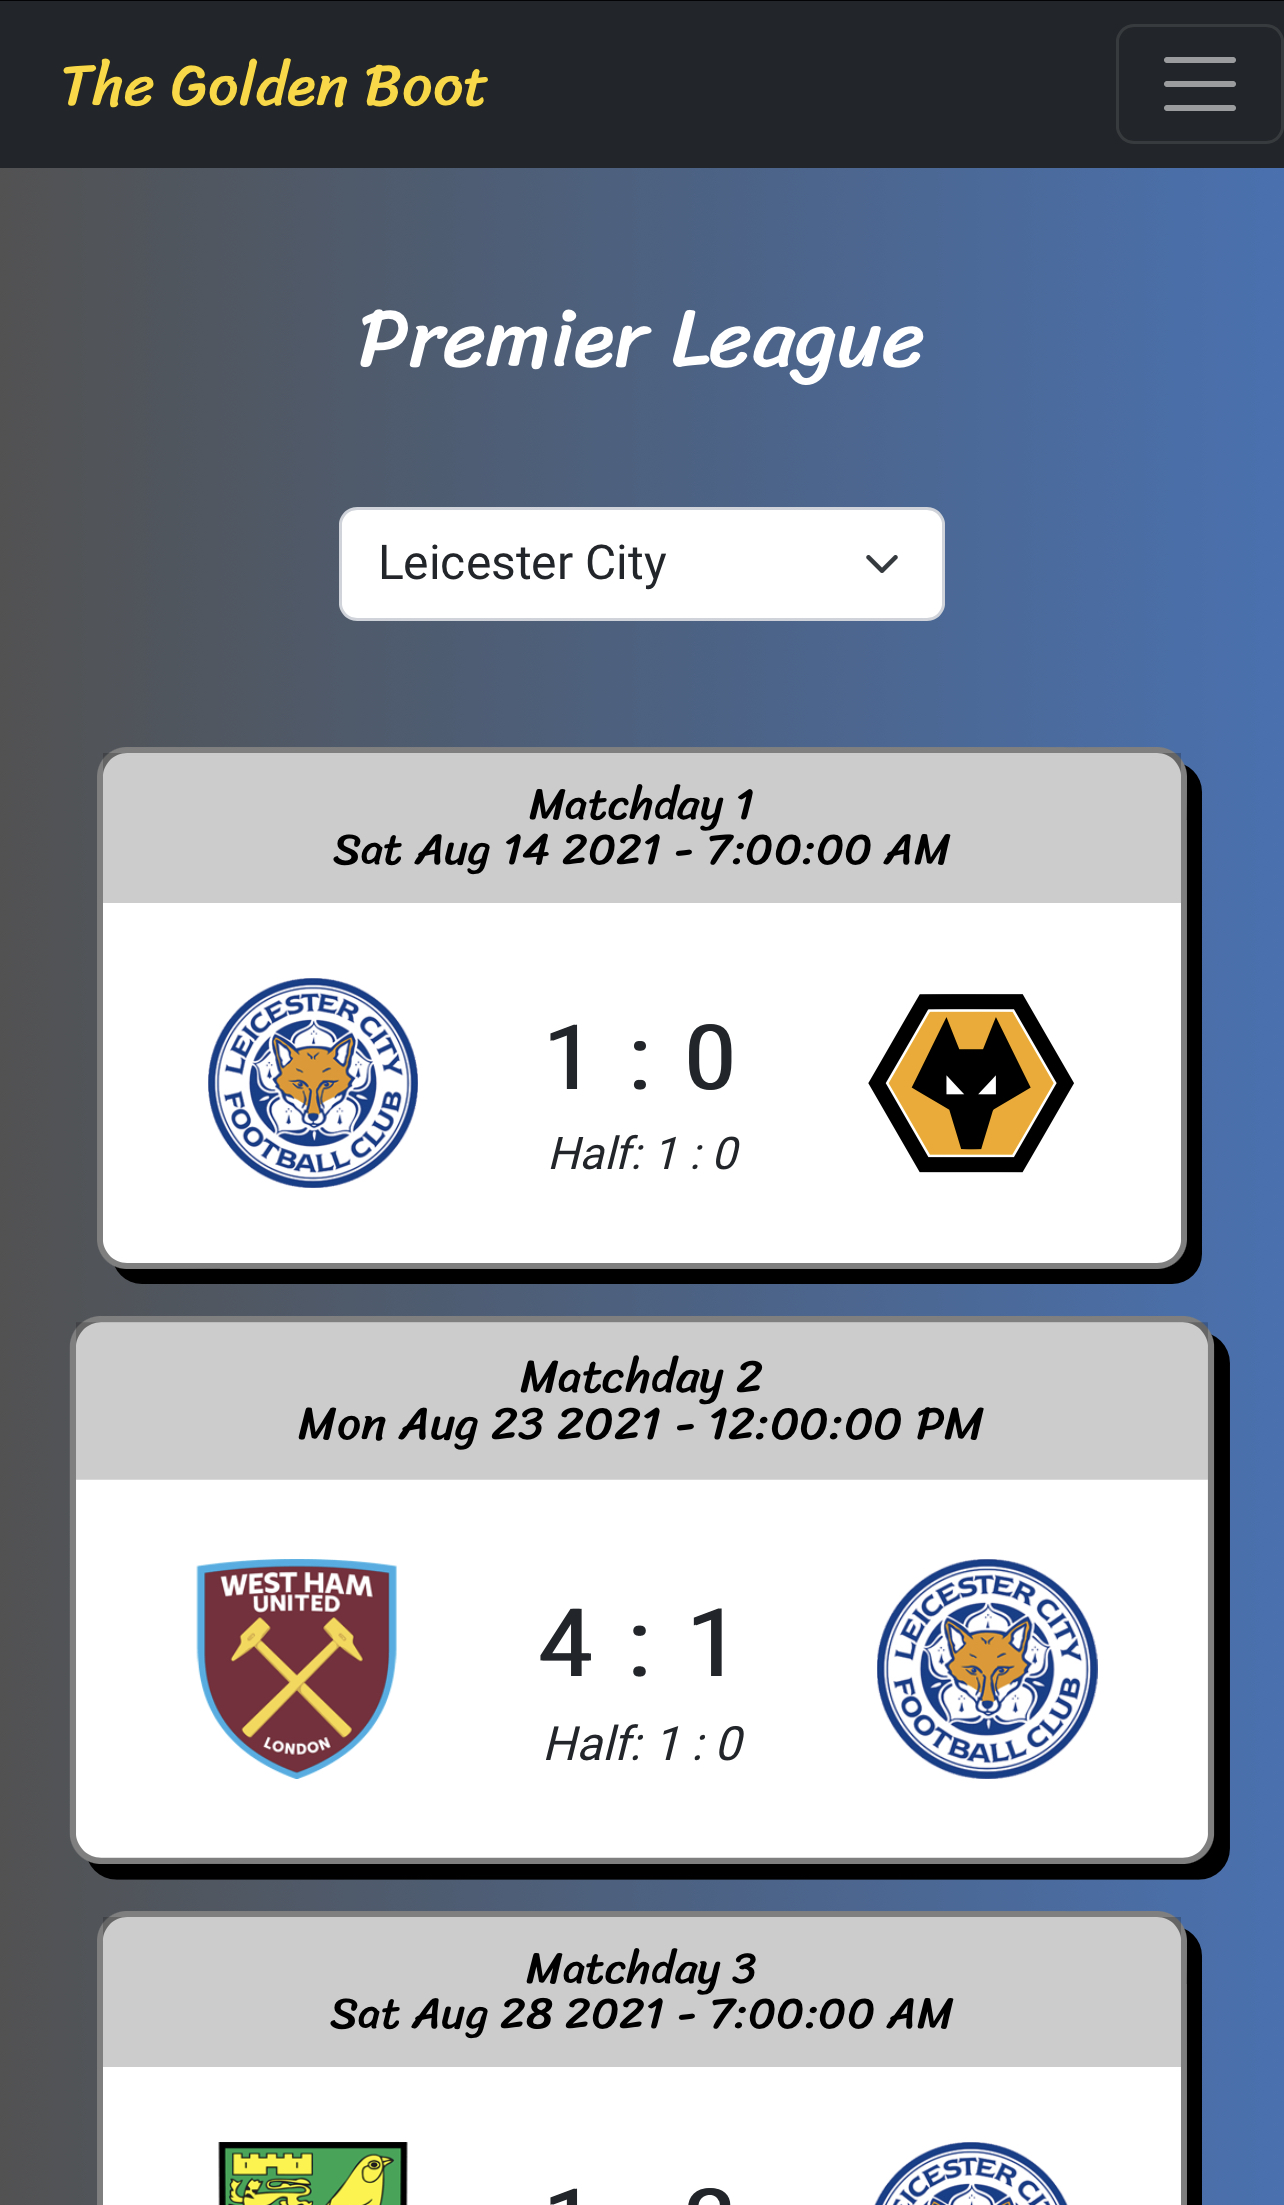 The Golden Boot
Premier League
Leicester City
Matchday 1
Sat Aug 14 2021 - 7:00:00 AM
LEICESTER CITY
FOOTBALL CLUB
1 : 0
Half: 1 : 0
Matchday 2
Mon Aug 23 2021 - 12:00:00 PM
WEST HAM
UNITED
LONDON
4 : 1
Half: 1 : 0
LEICESTER CITY
FOOTBALL CLUB
Matchday 3
Sat Aug 28 2021 - 7:00:00 AM
LEICESTER CITY